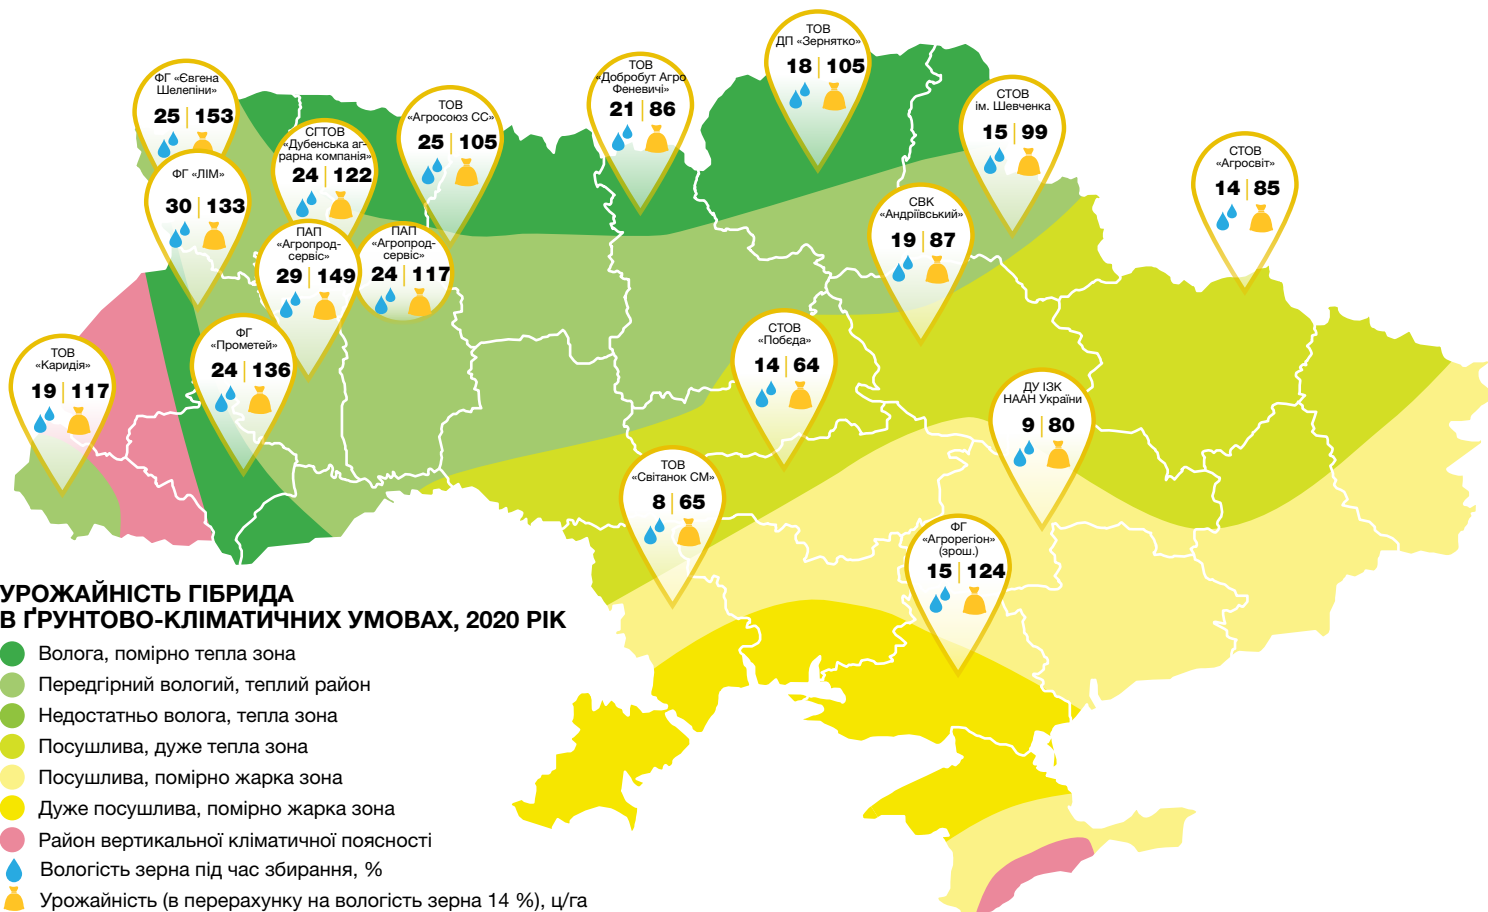 ТОВ
ДП «Зернятко»
18 | 105
ФГ «Євгена
Шелепіни»
25 | 153
ТОВ
«Добробут Агро
Феневичі»
21 | 86
СТОВ
ім. Шевченка
15 | 99
ТОВ
«Агросоюз СС»
25 | 105
СГТОВ
«Дубенська аг-
рарна компанія»
24 | 122
СТОВ
«Агросвіт»
14 | 85
ФГ «ЛІМ»
30 | 133
СВК
«Андріївський»
19 | 87
ПАП
«Агропрод-
сервіс»
29 | 149
ПАП
«Агропрод-
сервіс»
24 | 117
ФГ
«Прометей»
24 | 136
СТОВ
«Победа»
14 | 64
ТОВ
«Каридія»
19 | 117
ДУ ІЗК
НААН України
9 | 80
ТОВ
«Світанок СМ»
8 | 65
ФГ
«Агрорегіон»
(зрош.)
15 | 124
УРОЖАЙНІСТЬ ГІБРИДА
В ҐРУНТОВО-КЛІМАТИЧНИХ УМОВАХ, 2020 РІК
Волога, помірно тепла зона
Передгірний вологий, теплий район
Недостатньо волога, тепла зона
Посушлива, дуже тепла зона
Посушлива, помірно жарка зона
Дуже посушлива, помірно жарка зона
Район вертикальної кліматичної поясності
Вологість зерна під час збирання, %
Урожайність (в перерахунку на вологість зерна 14 %), ц/га